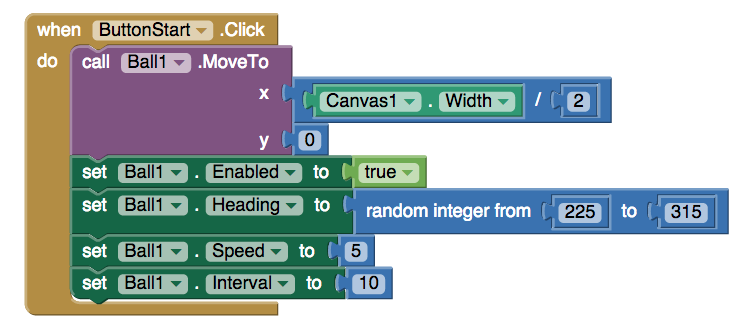 when ButtonStart .Click
do call Ball1 .MoveTo
x Canvas1 . Width / 2
y 0
set Ball1 . Enabled to true
set Ball1 . Heading to random integer from 225 to 315
set Ball1 . Speed to 5
set Ball1 . Interval to 10